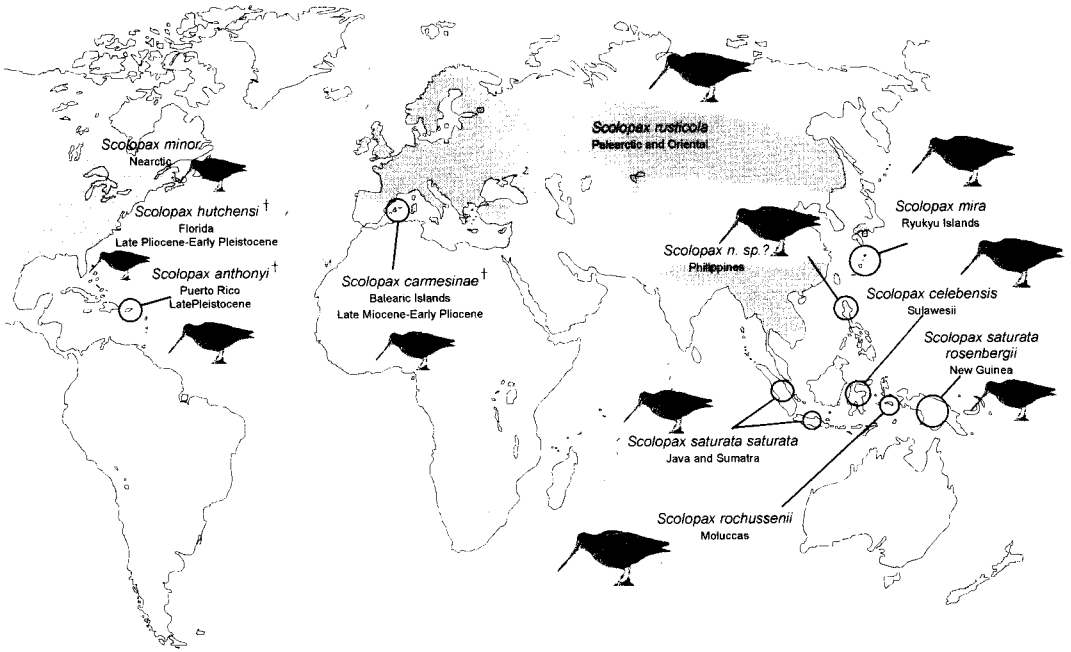 Scolopax minor
Nearctic
Scolopax hutchensi †
Florida
Late Pliocene-Early Pleistocene
Scolopax anthonyi †
Puerto Rico
LatePleistocene
Scolopax carmesinae †
Balearic Islands
Late Miocene-Early Pliocene
Scolopax rusticola
Palearctic and Oriental
Scolopax mira
Ryukyu Islands
Scolopax n. sp.?
Philippines
Scolopax celebensis
Sulawesii
Scolopax saturata
rosenbergii
New Guinea
Scolopax saturata saturata
Java and Sumatra
Scolopax rochussenii
Moluccas